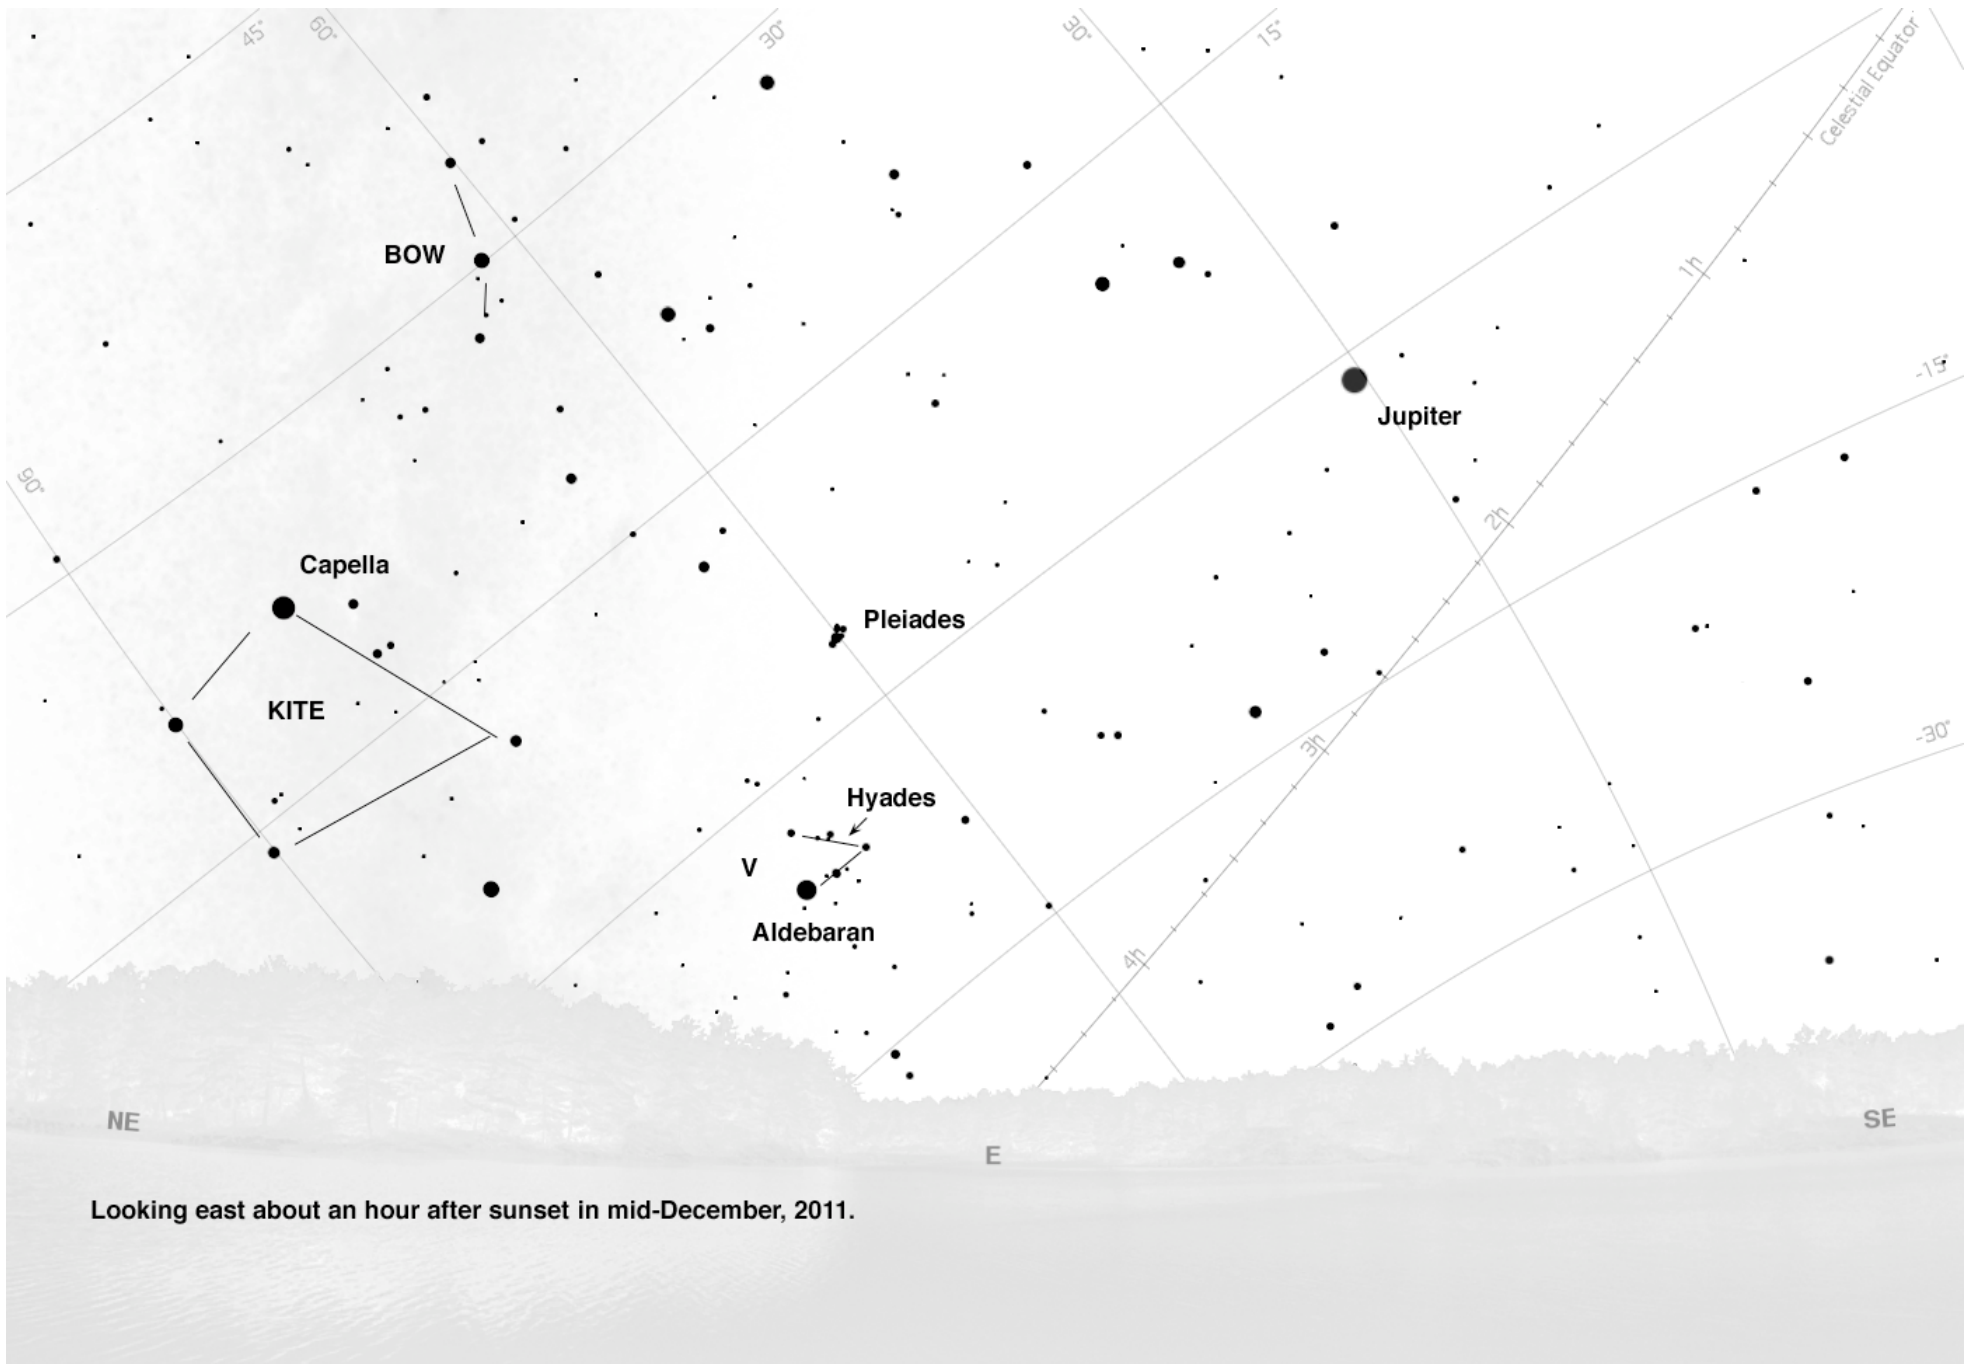 45°
60°
30°
30°
15°
Celestial Equator
BOW
1h
-15°
Jupiter
90°
2h
Capella
Pleiades
KITE
3h
-30°
Hyades
V
Aldebaran
4h
NE
SE
E
Looking east about an hour after sunset in mid-December, 2011.